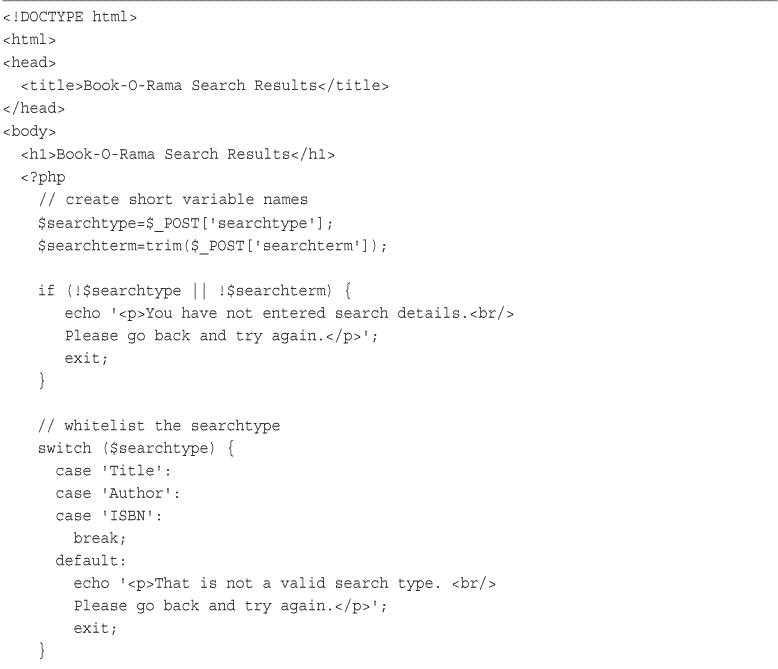 <!DOCTYPE html>
<html>
<head>
  <title>Book-O-Rama Search Results</title>
</head>
<body>
  <h1>Book-O-Rama Search Results</h1>
  <?php
    // create short variable names
    $searchtype=$_POST['searchtype'];
    $searchterm=trim($_POST['searchterm']);

    if (!$searchtype || !$searchterm) {
       echo '<p>You have not entered search details.<br/>
       Please go back and try again.</p>';
       exit;
    }

    // whitelist the searchtype
    switch ($searchtype) {
      case 'Title':
      case 'Author':
      case 'ISBN':
        break;
      default:
        echo '<p>That is not a valid search type. <br/>
        Please go back and try again.</p>';
        exit;
    }